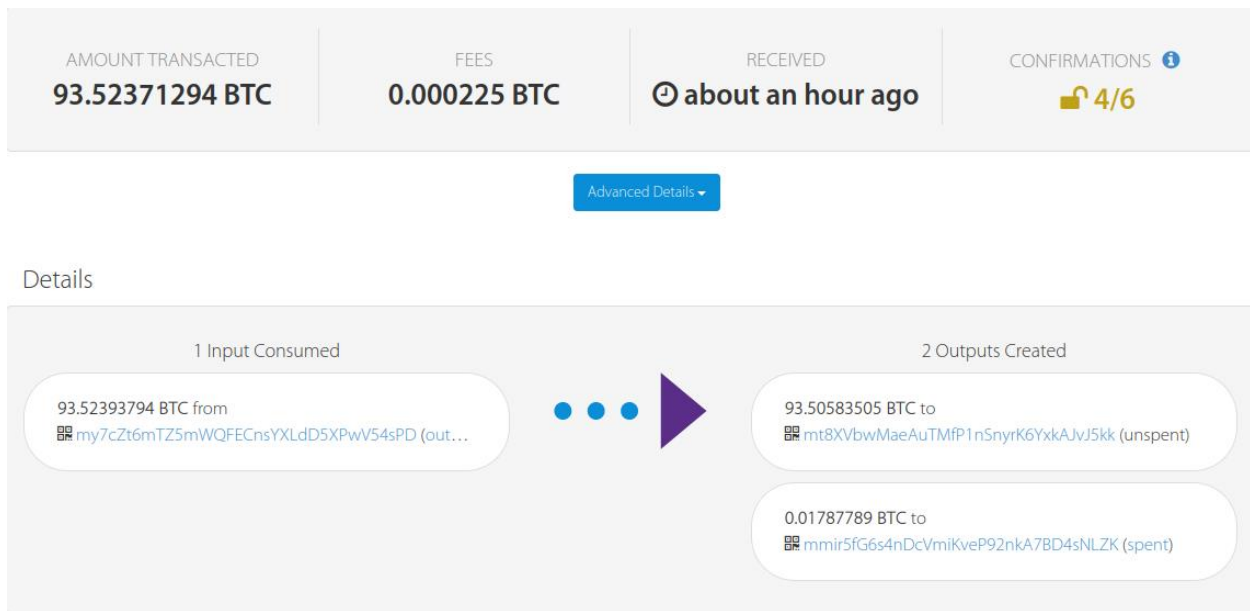 AMOUNT TRANSACTED
93.52371294 BTC
FEES
0.000225 BTC
RECEIVED
about an hour ago
CONFIRMATIONS
4/6
Advanced Details
Details
1 Input Consumed
93.52393794 BTC from
my7cZt6mTZ5mWQFECnsYXLdD5XPwV54sPD (out…
2 Outputs Created
93.50583505 BTC to
mt8XVbwMaeAuTMfP1nSnyrK6YxkAJvJ5kk (unspent)
0.01787789 BTC to
mmir5fG6s4nDcVmiKveP92nkA7BD4sNLZK (spent)